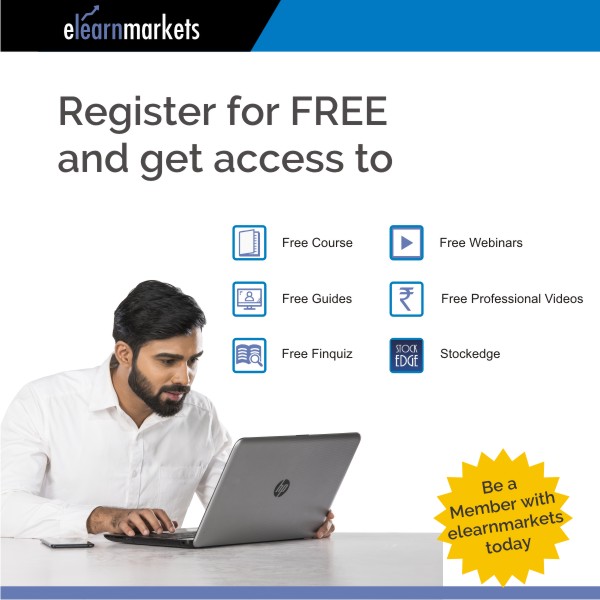 elearnmarkets
Register for FREE
and get access to
Free Course
Free Webinars
Free Guides
₹
Free Professional Videos
Free Finquiz
STOCK
EDGE
Stockedge
hp
Be a
Member with
elearnmarkets
today